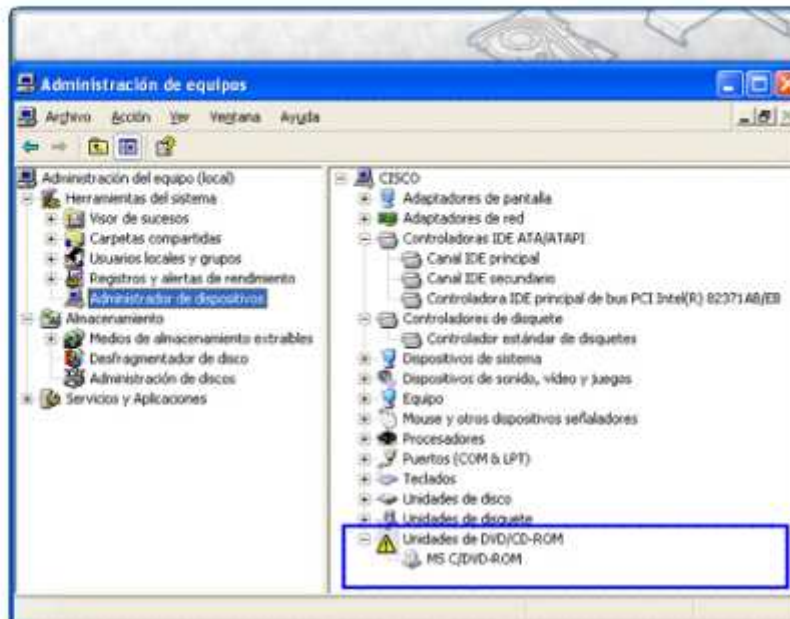 Administración de equipos
Archivo Acción Ver Ventana Ayuda
Administración del equipo (local)
Herramientas del sistema
Visor de sucesos
Carpetas compartidas
Usuarios locales y grupos
Registros y alertas de rendimiento
Administrador de dispositivos
Almacenamiento
Medios de almacenamiento extraíbles
Desfragmentador de disco
Administración de discos
Servicios y Aplicaciones
CISCO
Adaptadores de pantalla
Adaptadores de red
Controladoras IDE ATA/ATAPI
Canal IDE principal
Canal IDE secundario
Controladora IDE principal de bus PCI Intel(R) 82371AB/EB
Controladores de disquete
Controlador estándar de disquetes
Dispositivos de sistema
Dispositivos de sonido, vídeo y juegos
Equipo
Mouse y otros dispositivos señaladores
Procesadores
Puertos (COM & LPT)
Teclados
Unidades de disco
Unidades de disquete
Unidades de DVD/CD-ROM
MS C/DVD-ROM